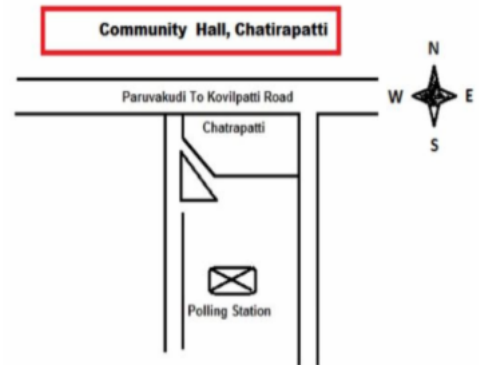 Community Hall, Chatirapatti
N
Paruvakudi To Kovilpatti Road
W E
Chatrapatti
S
Polling Station